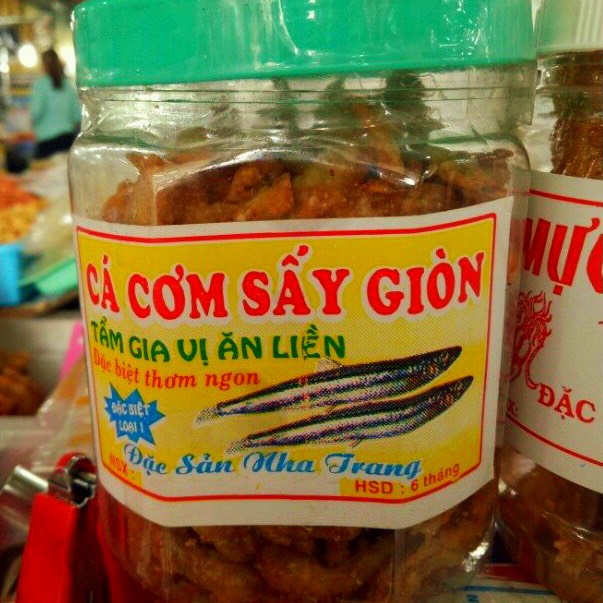 CÁ CƠM SẤY GIÒN
TẨM GIA VỊ ĂN LIỀN
Đặc biệt thơm ngon
ĐẶC BIỆT
LOẠI 1
Đặc Sản Nha Trang
NSX:
HSD : 6 tháng
MỰC
ĐẶC